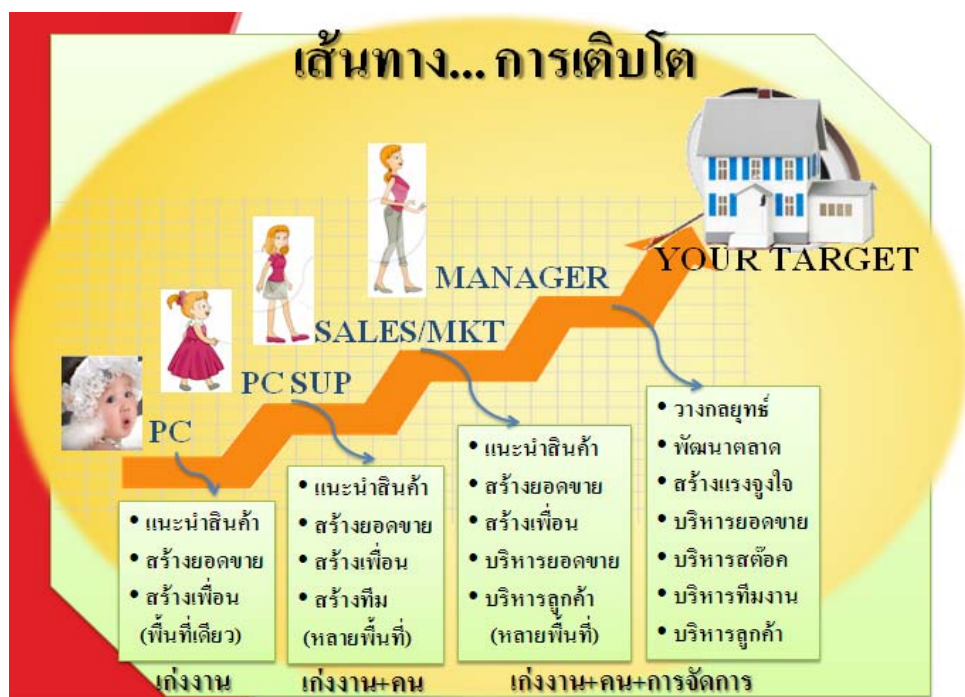 เส้นทาง... การเติบโต
YOUR TARGET
MANAGER
SALES/MKT
PC SUP
PC
• แนะนำสินค้า
• สร้างยอดขาย
• สร้างเพื่อน
(พื้นที่เดียว)
• แนะนำสินค้า
• สร้างยอดขาย
• สร้างเพื่อน
• สร้างทีม
(หลายพื้นที่)
• แนะนำสินค้า
• สร้างยอดขาย
• สร้างเพื่อน
• บริหารยอดขาย
• บริหารลูกค้า
(หลายพื้นที่)
• วางกลยุทธ์
• พัฒนาตลาด
• สร้างแรงจูงใจ
• บริหารยอดขาย
• บริหารสต๊อค
• บริหารทีมงาน
• บริหารลูกค้า
เก่งงาน
เก่งงาน+คน
เก่งงาน+คน+การจัดการ